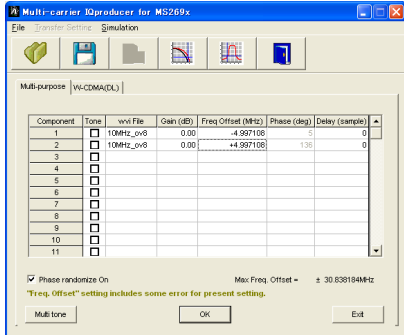 Multi-carrier IQproducer for MS269x
File Transfer Setting Simulation
Multi-purpose W-CDMA(DL)
Component Tone wvi File Gain (dB) Freq Offset (MHz) Phase (deg) Delay (sample)
1 10MHz_ov8 0.00 -4.997108 5 0
2 10MHz_ov8 0.00 +4.997108 136 0
3
4
5
6
7
8
9
10
11
Phase randomize On Max Freq. Offset = ± 30.838184MHz
"Freq. Offset" setting includes some error for present setting.
Multi tone OK Exit